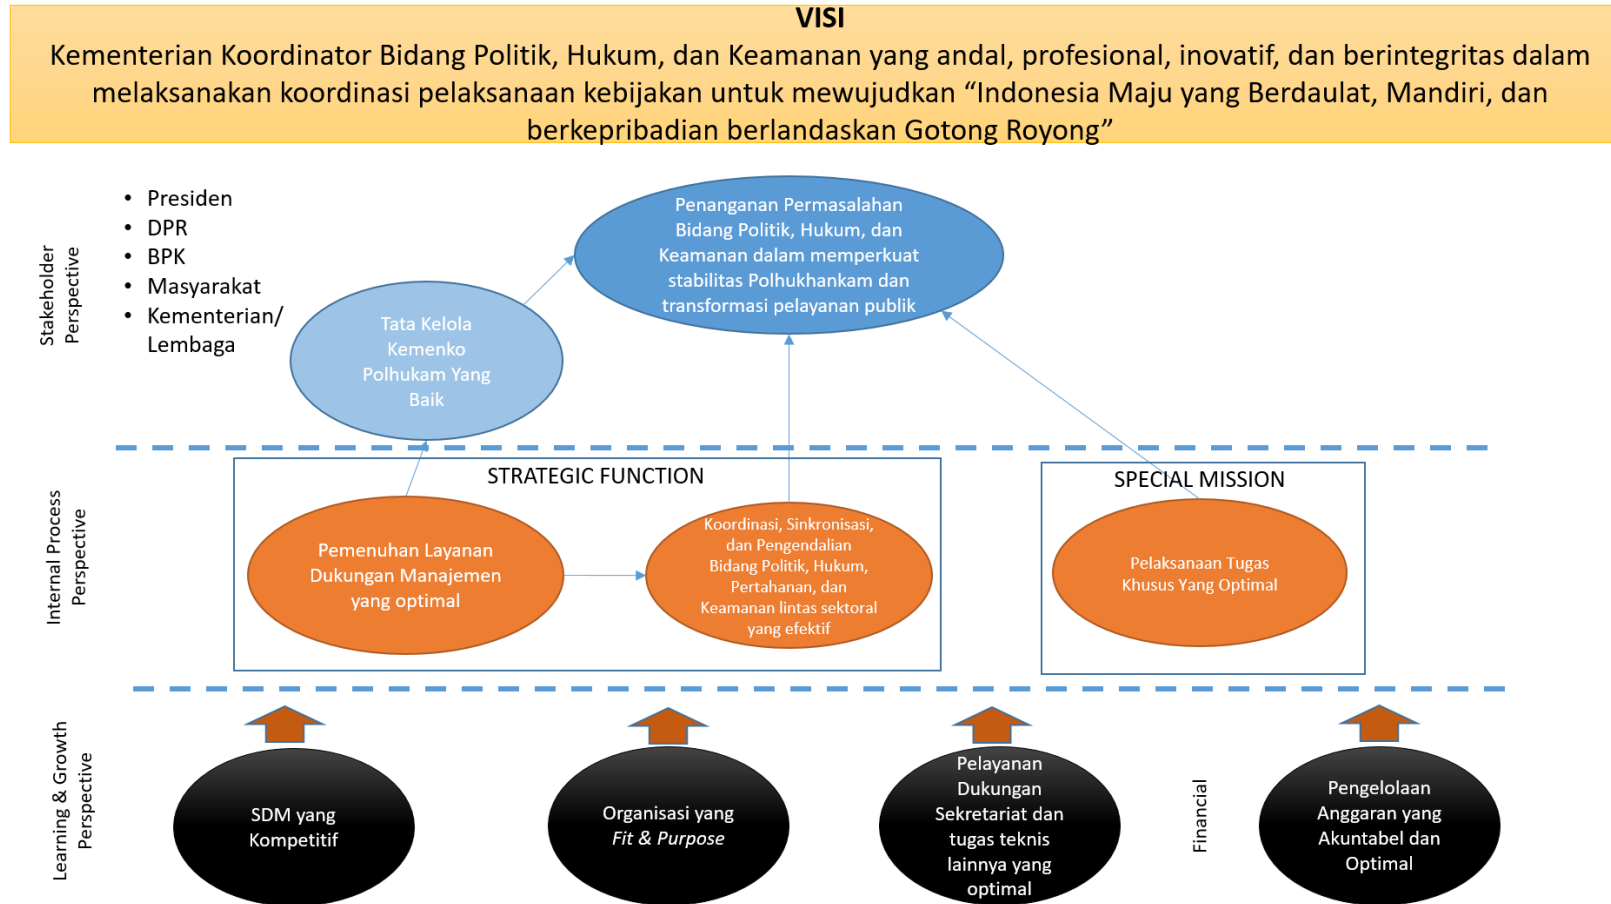 VISI
Kementerian Koordinator Bidang Politik, Hukum, dan Keamanan yang andal, profesional, inovatif, dan berintegritas dalam
melaksanakan koordinasi pelaksanaan kebijakan untuk mewujudkan “Indonesia Maju yang Berdaulat, Mandiri, dan
berkepribadian berlandaskan Gotong Royong”
Stakeholder
Perspective
• Presiden
• DPR
• BPK
• Masyarakat
• Kementerian/
Lembaga
Tata Kelola
Kemenko
Polhukam Yang
Baik
Penanganan Permasalahan
Bidang Politik, Hukum, dan
Keamanan dalam memperkuat
stabilitas Polhukhankam dan
transformasi pelayanan publik
Internal Process
Perspective
STRATEGIC FUNCTION
Pemenuhan Layanan
Dukungan Manajemen
yang optimal
Koordinasi, Sinkronisasi,
dan Pengendalian
Bidang Politik, Hukum,
Pertahanan, dan
Keamanan lintas sektoral
yang efektif
SPECIAL MISSION
Pelaksanaan Tugas
Khusus Yang Optimal
Learning & Growth
Perspective
SDM yang
Kompetitif
Organisasi yang
Fit & Purpose
Pelayanan
Dukungan
Sekretariat dan
tugas teknis
lainnya yang
optimal
Financial
Pengelolaan
Anggaran yang
Akuntabel dan
Optimal